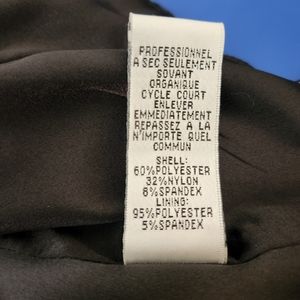 PROFESSIONNEL
A SEC SEULEMENT
SOVANT
ORGANIQUE
CYCLE COURT
ENLEVER
EMMEDIATEMENT
REPASSEZ A LA
N'IMPORTE QUEL
COMMUN
SHELL:
60%POLYESTER
32%NYLON
8%SPANDEX
LINING:
95%POLYESTER
5%SPANDEX